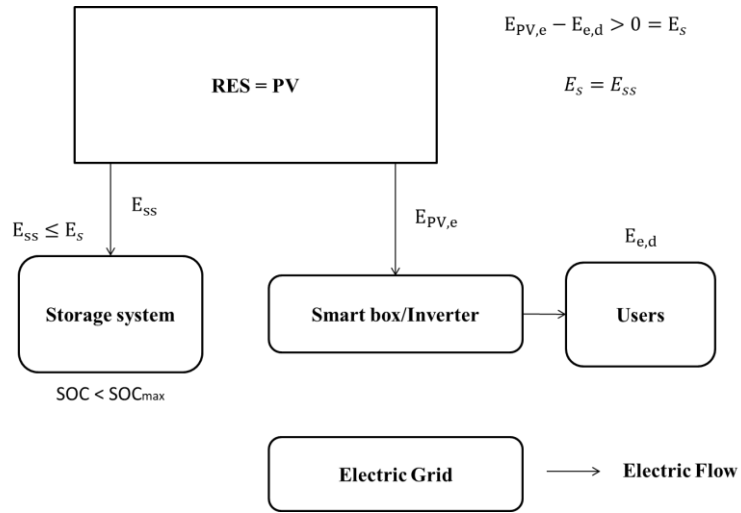 E_PV,e − E_e,d > 0 = E_s
RES = PV
E_s = E_ss
E_ss
E_ss ≤ E_s
E_PV,e
E_e,d
Storage system
Smart box/Inverter
Users
SOC < SOC_max
Electric Grid
Electric Flow